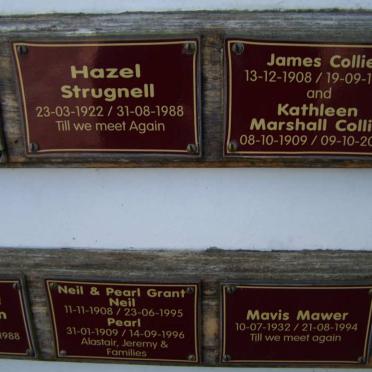 Hazel
Strugnell
23-03-1922 / 31-08-1988
Till we meet Again
James Collie
13-12-1908 / 19-09-1
and
Kathleen
Marshall Colli
08-10-1909 / 09-10-20
1988
Neil & Pearl Grant
Neil
11-11-1908 / 23-06-1995
Pearl
31-01-1909 / 14-09-1996
Alastair, Jeremy &
Families
Mavis Mawer
10-07-1932 / 21-08-1994
Till we meet again